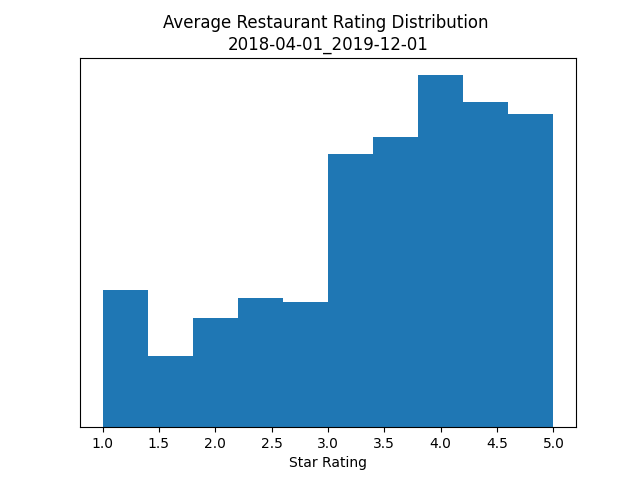 Average Restaurant Rating Distribution
2018-04-01_2019-12-01
1.0 1.5 2.0 2.5 3.0 3.5 4.0 4.5 5.0
Star Rating